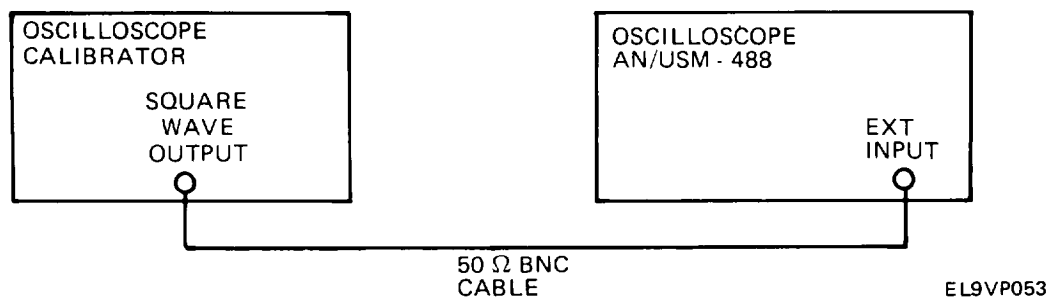 OSCILLOSCOPE
CALIBRATOR
SQUARE
WAVE
OUTPUT
OSCILLOSCOPE
AN/USM - 488
EXT
INPUT
50 Ω BNC
CABLE
EL9VP053